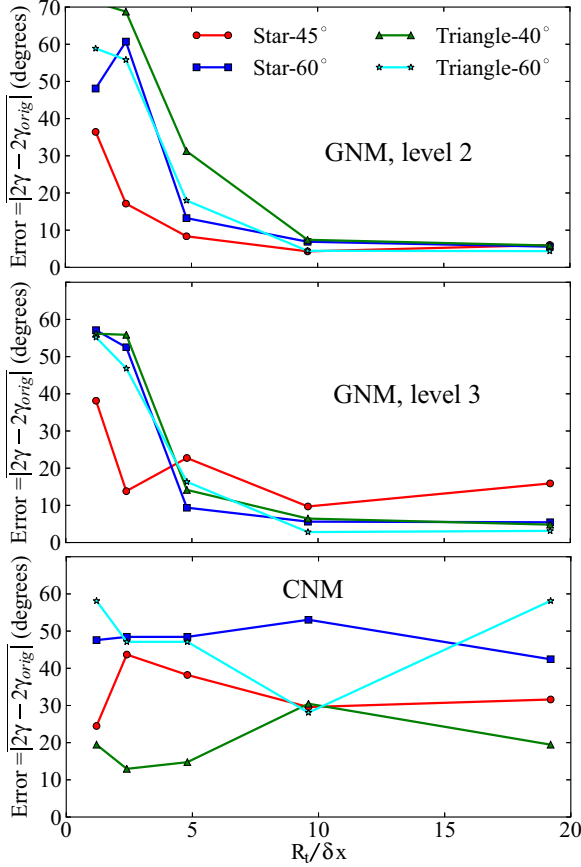 70
60
50
40
30
20
10
0
Error = |2γ − 2γorig| (degrees)
Star-45°
Star-60°
Triangle-40°
Triangle-60°
GNM, level 2
60
50
40
30
20
10
0
Error = |2γ − 2γorig| (degrees)
GNM, level 3
60
50
40
30
20
10
0
Error = |2γ − 2γorig| (degrees)
CNM
0 5 10 15 20
Rt/δx